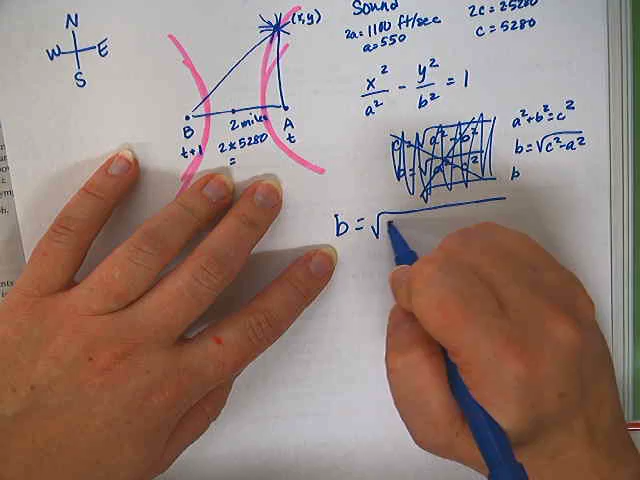 N
W E
S
(x,y)
B A
2 miles
t+1 t
2 x 5280
=
Sound
2a = 1100 ft/sec
a = 550
2c = 2·5280
c = 5280
x²/a² - y²/b² = 1
a² + b² = c²
b = √c² - a²
b
b = √